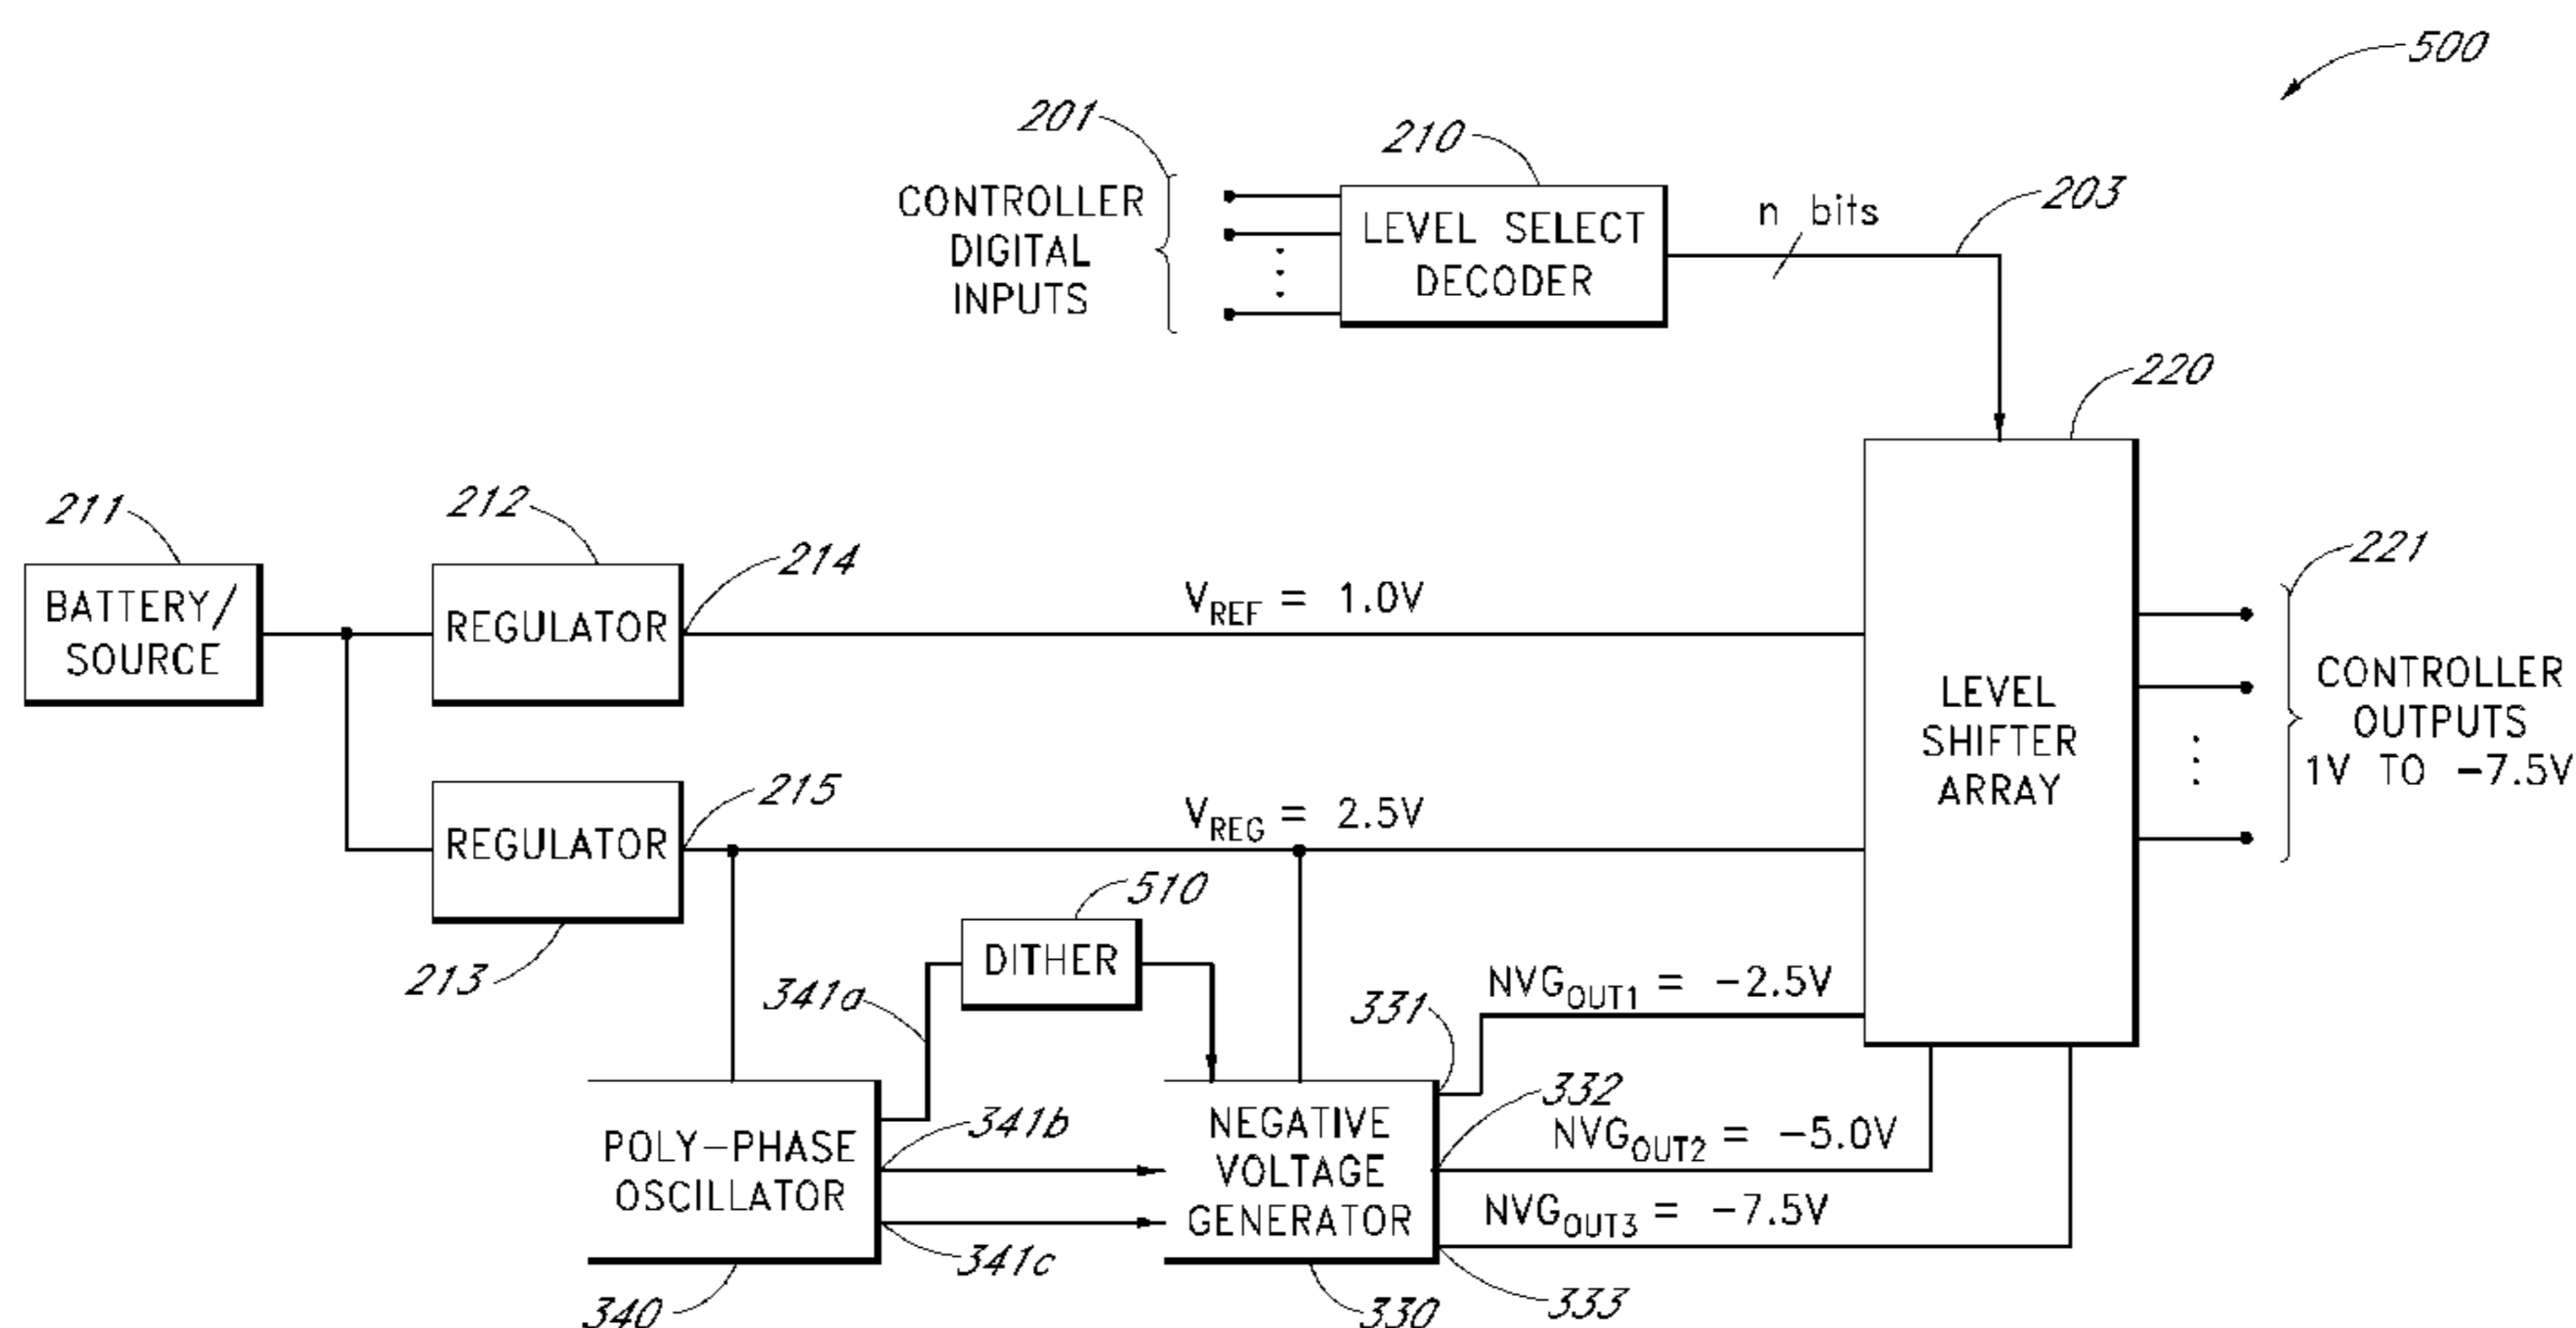 500
201
210
CONTROLLER
DIGITAL
INPUTS
LEVEL SELECT
DECODER
n bits
203
220
211
212
214
BATTERY/
SOURCE
REGULATOR
V_REF = 1.0V
221
LEVEL
SHIFTER
ARRAY
CONTROLLER
OUTPUTS
1V TO -7.5V
215
REGULATOR
V_REG = 2.5V
213
510
DITHER
341a
331
NVG_OUT1 = -2.5V
POLY-PHASE
OSCILLATOR
341b
341c
340
NEGATIVE
VOLTAGE
GENERATOR
332
NVG_OUT2 = -5.0V
NVG_OUT3 = -7.5V
330
333